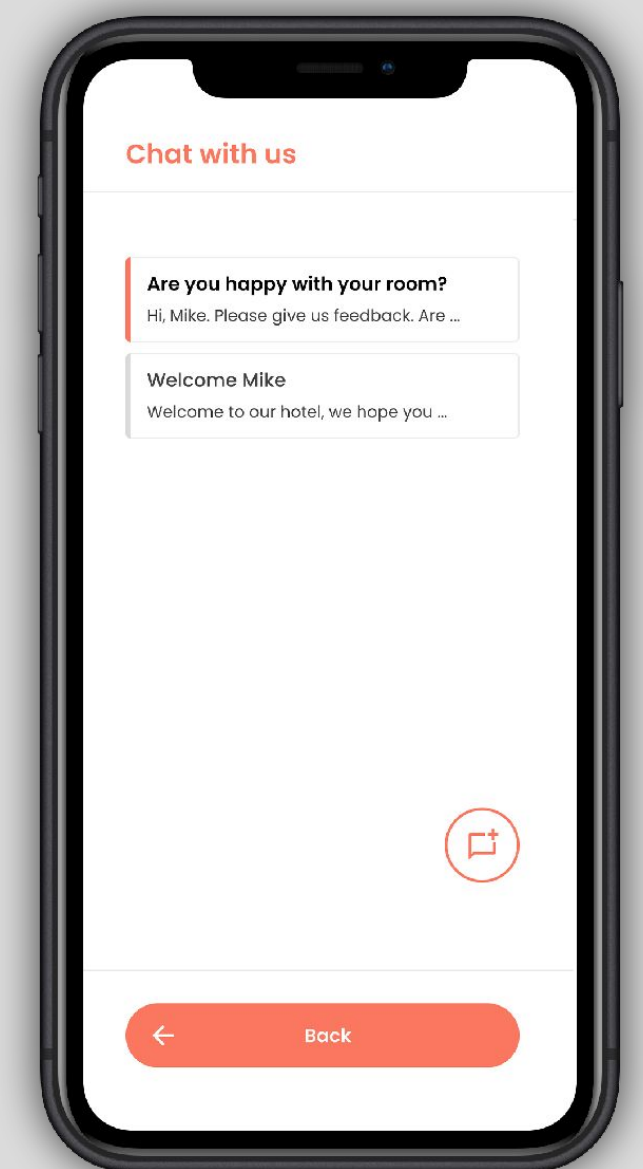 Chat with us
Are you happy with your room?
Hi, Mike. Please give us feedback. Are ...
Welcome Mike
Welcome to our hotel, we hope you ...
Back